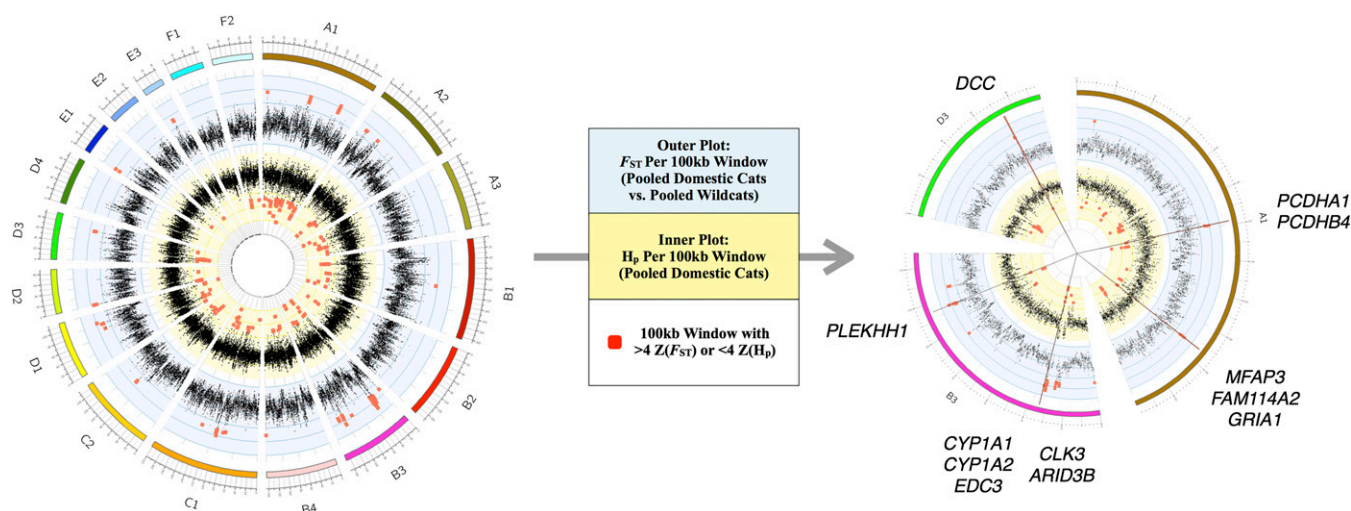 F2
A1
F1
E3
E2
A2
E1
D4
A3
D3
B1
D2
D1
B2
C2
B3
C1
B4
Outer Plot:
FST Per 100kb Window
(Pooled Domestic Cats
vs. Pooled Wildcats)
Inner Plot:
Hp Per 100kb Window
(Pooled Domestic Cats)
100kb Window with
>4 Z(FST) or <4 Z(Hp)
DCC
D3
PCDHA1
A1
PCDHB4
PLEKHH1
B3
MFAP3
FAM114A2
GRIA1
CYP1A1
CYP1A2
EDC3
CLK3
ARID3B